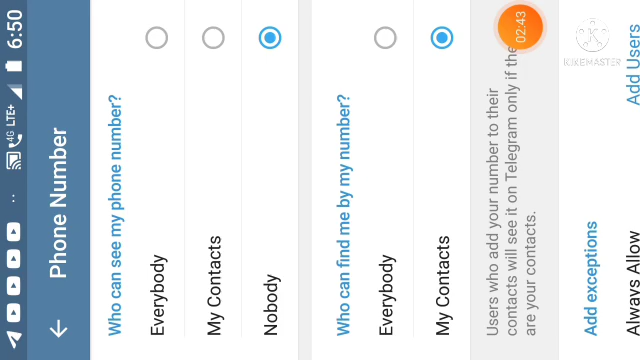 6:50
4G LTE+
Phone Number
Who can see my phone number?
Everybody
My Contacts
Nobody
Who can find me by my number?
Everybody
My Contacts
Users who add your number to their
contacts will see it on Telegram only if the
are your contacts.
02:43
KIKEMASTER
Add exceptions
Always Allow
Add Users